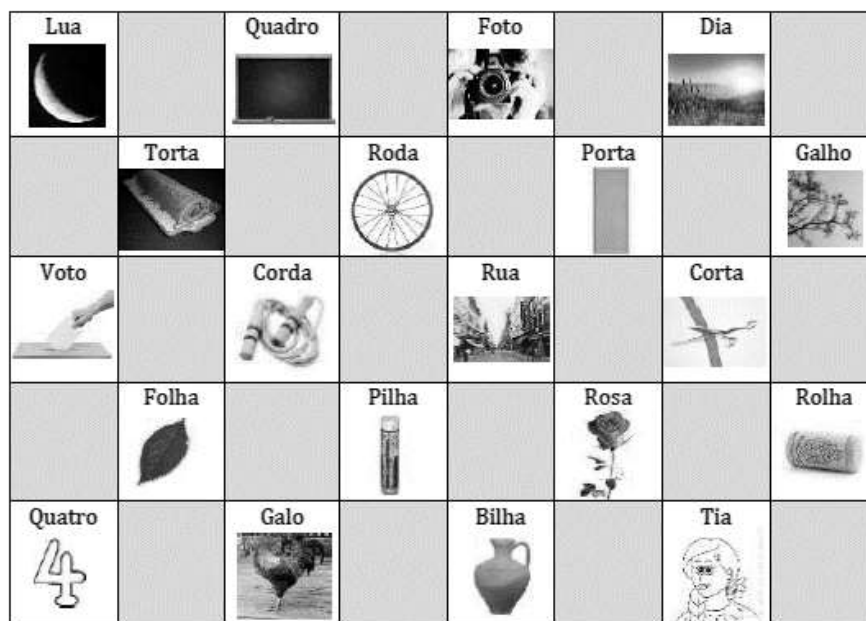 Lua Quadro Foto Dia
Torta Roda Porta Galho
Voto Corda Rua Corta
Folha Pilha Rosa Rolha
Quatro Galo Bilha Tia
4